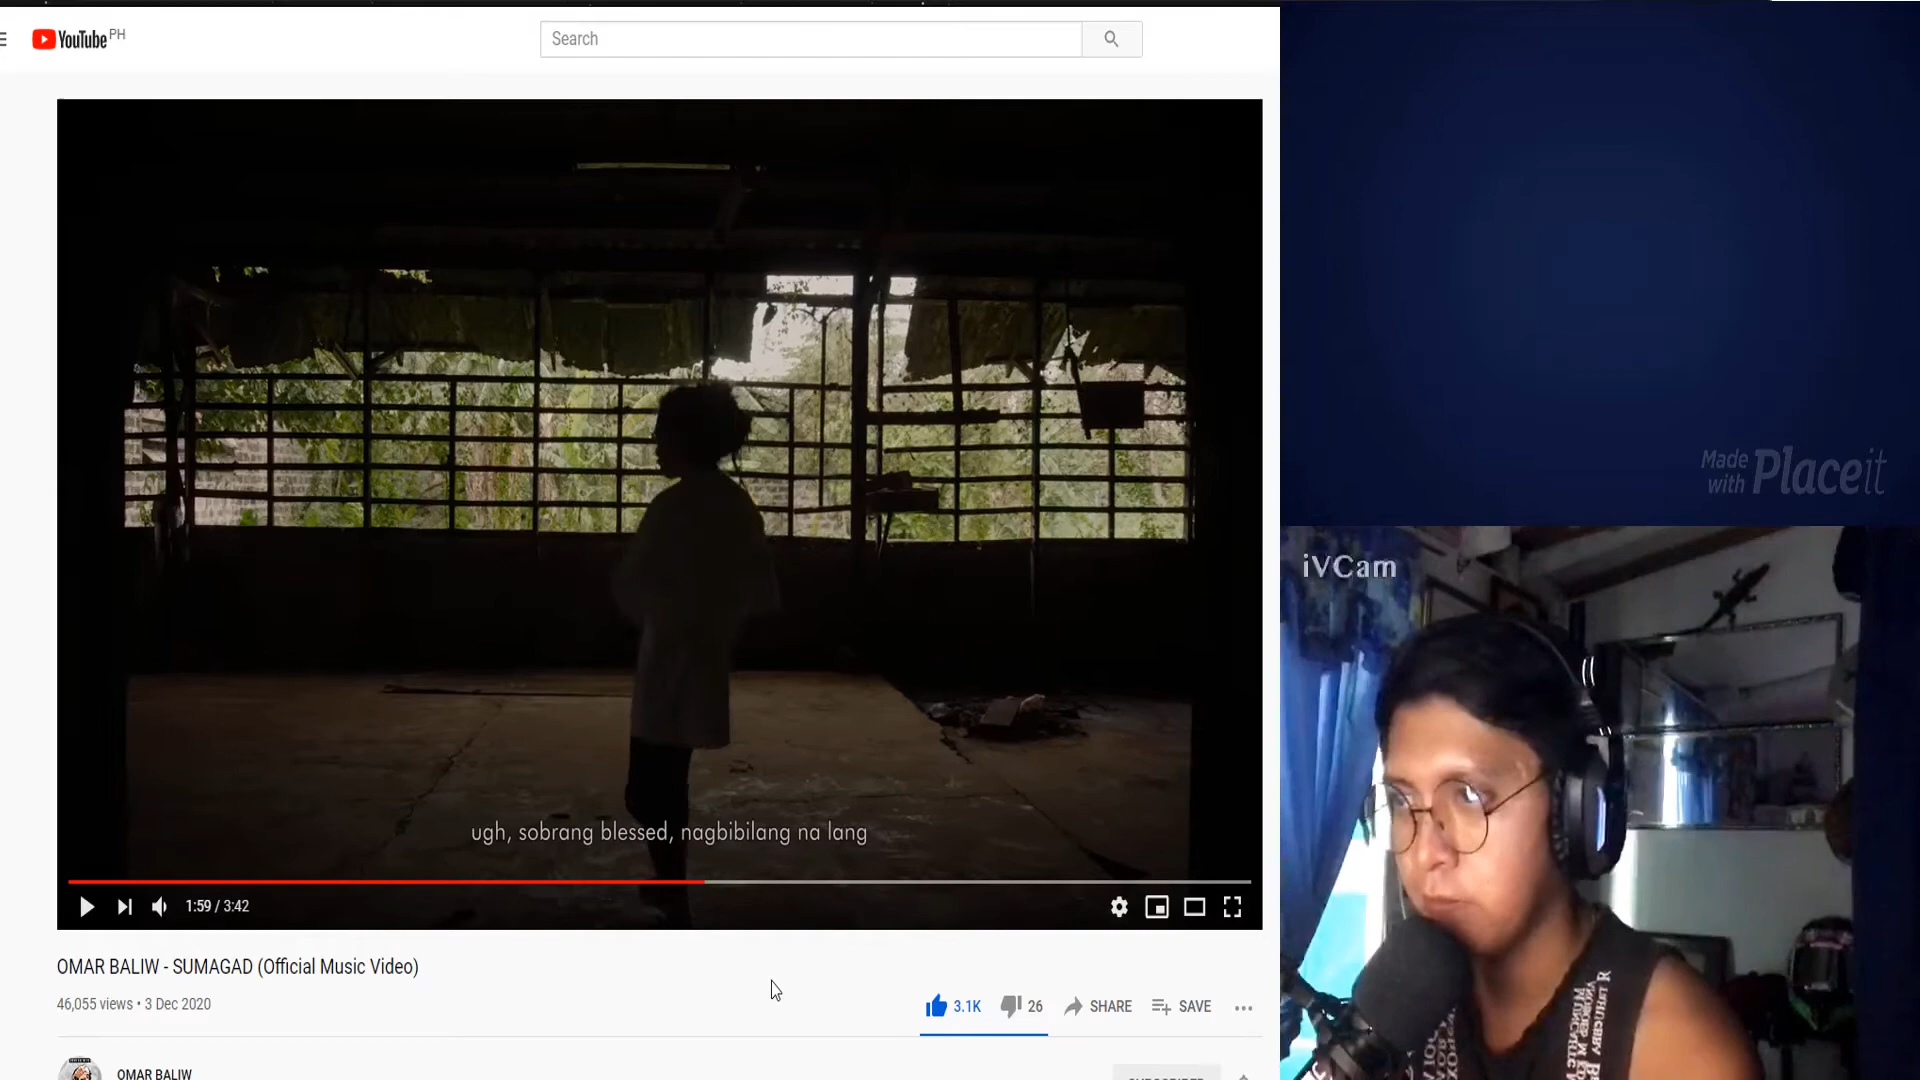 YouTube PH
Search
Made
with Placeit
iVCam
ugh, sobrang blessed, nagbibilang na lang
1:59 / 3:42
OMAR BALIW - SUMAGAD (Official Music Video)
46,055 views • 3 Dec 2020
3.1K
26
SHARE
SAVE
OMAR BALIW